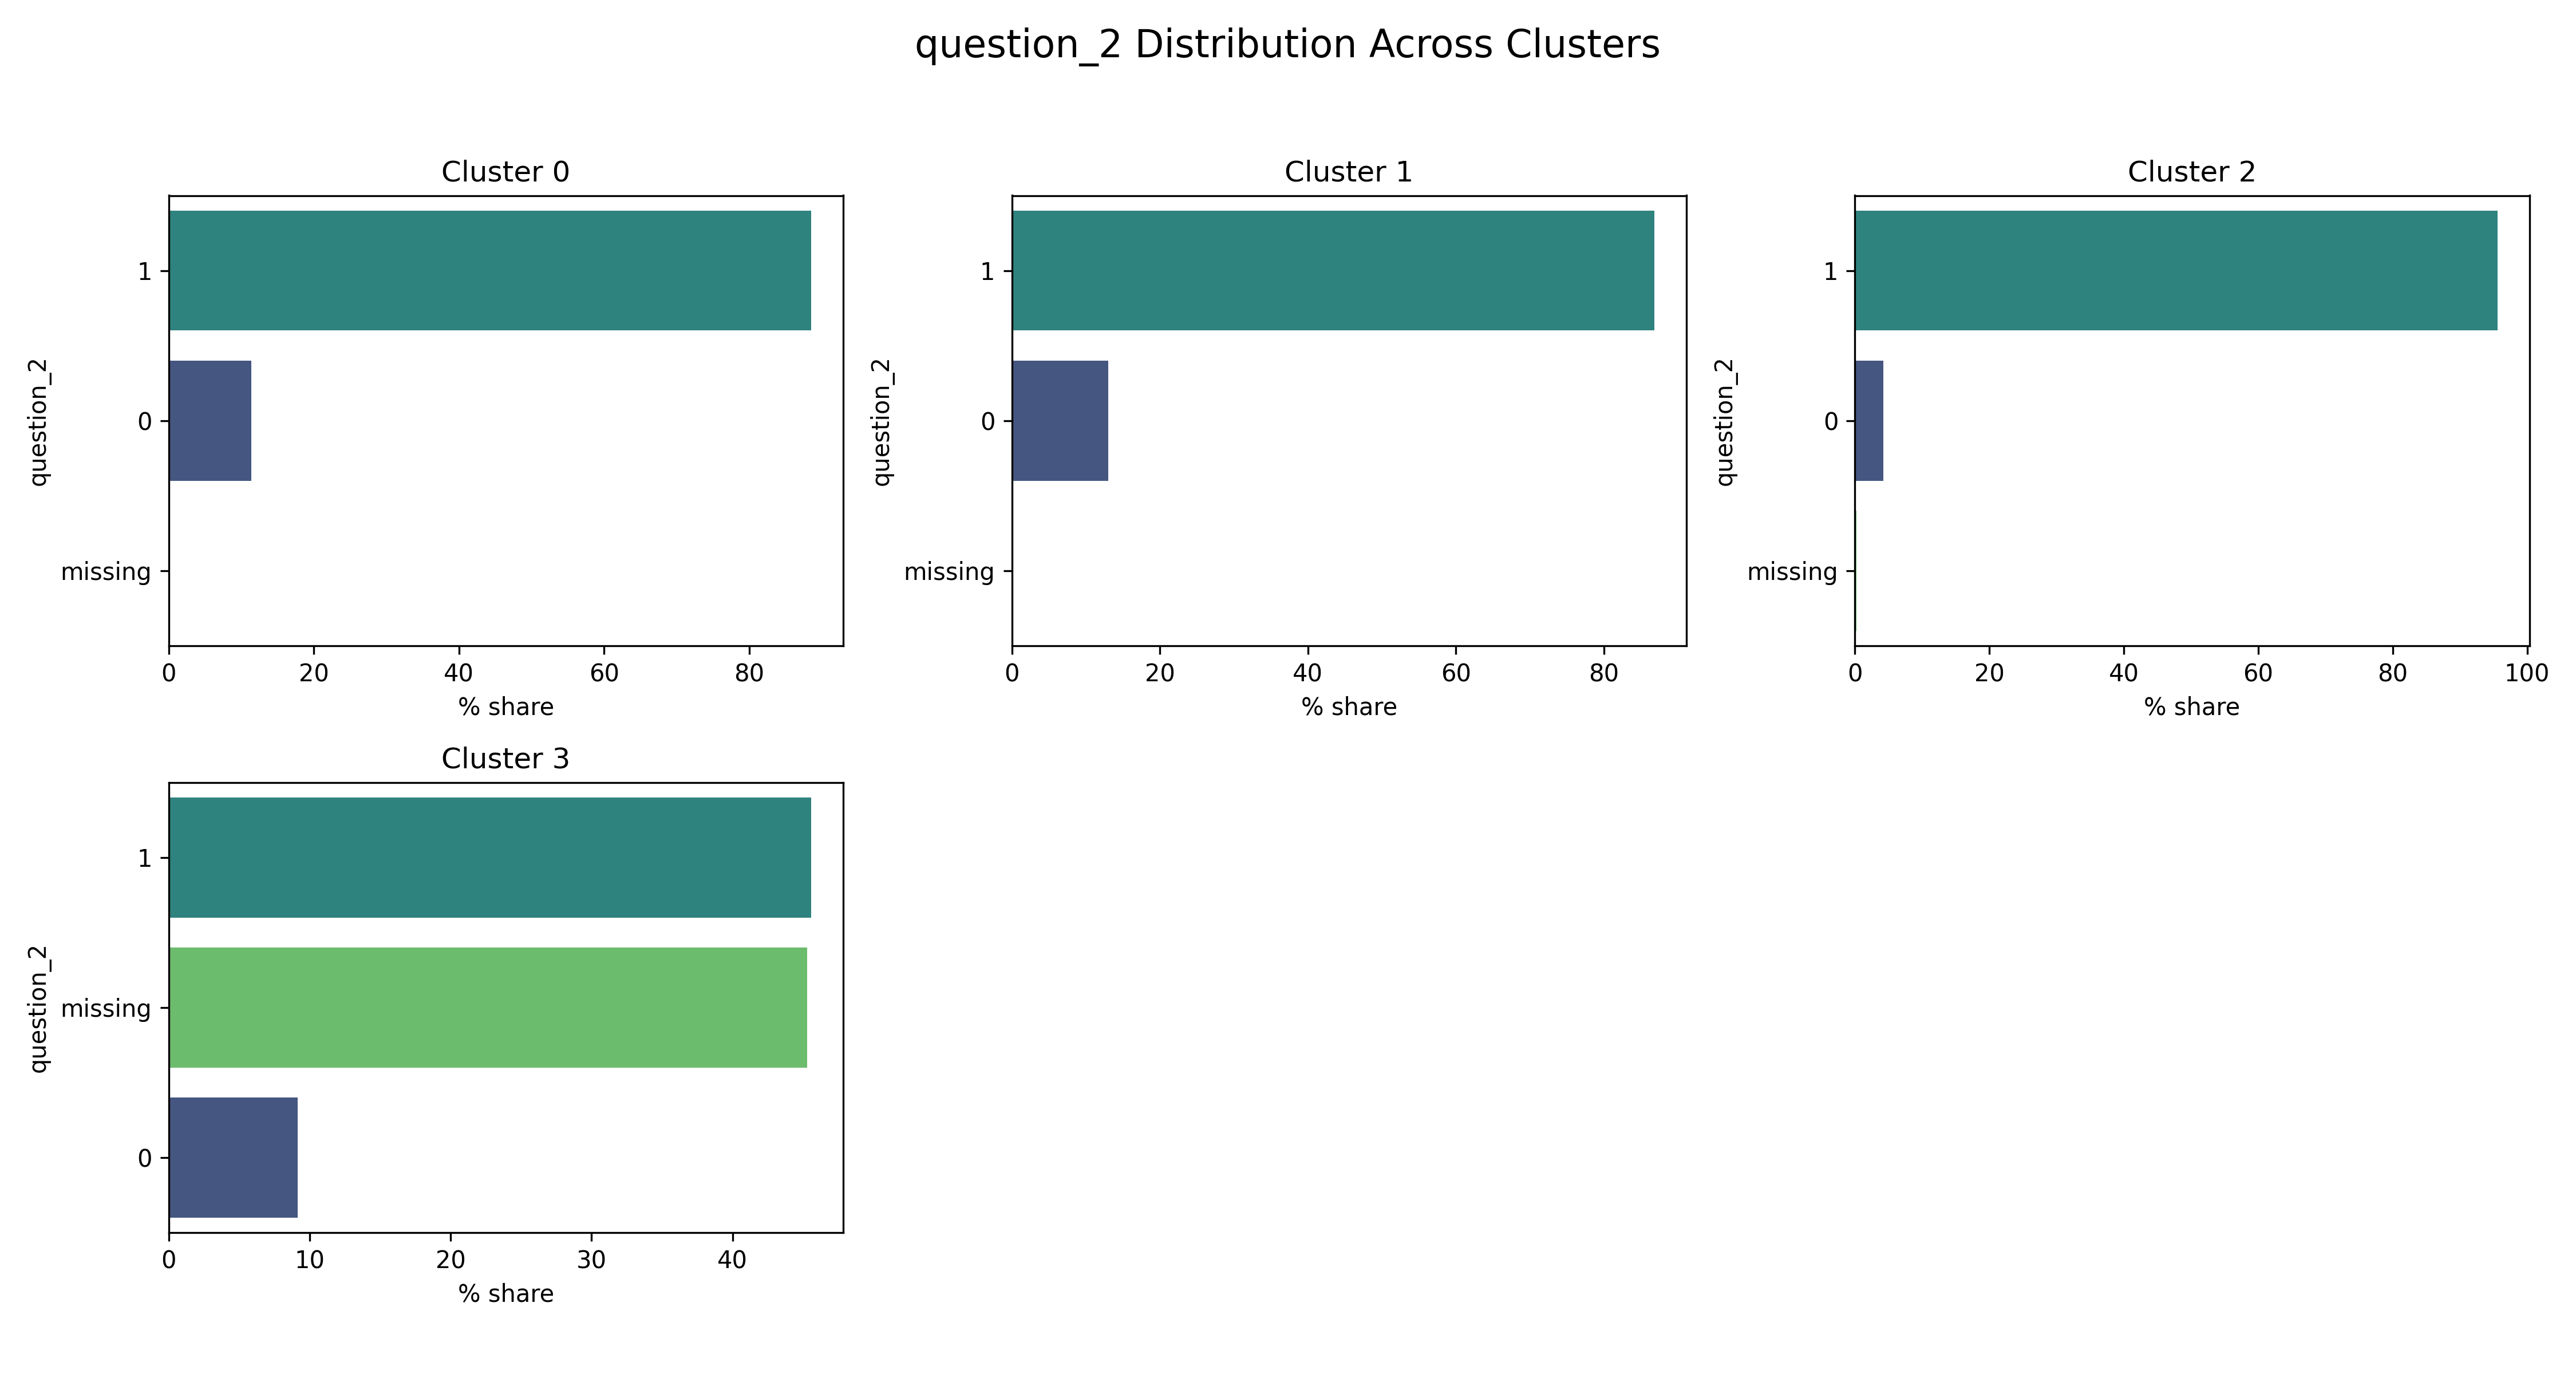 question_2 Distribution Across Clusters
Cluster 0
question_2
1
0
missing
0 20 40 60 80
% share
Cluster 1
question_2
1
0
missing
0 20 40 60 80
% share
Cluster 2
question_2
1
0
missing
0 20 40 60 80 100
% share
Cluster 3
question_2
1
missing
0
0 10 20 30 40
% share